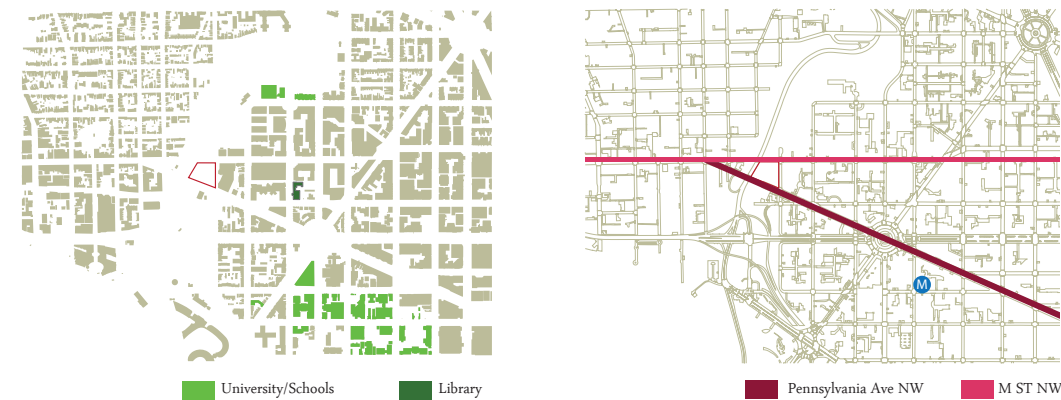 M
University/Schools
Library
Pennsylvania Ave NW
M ST NW